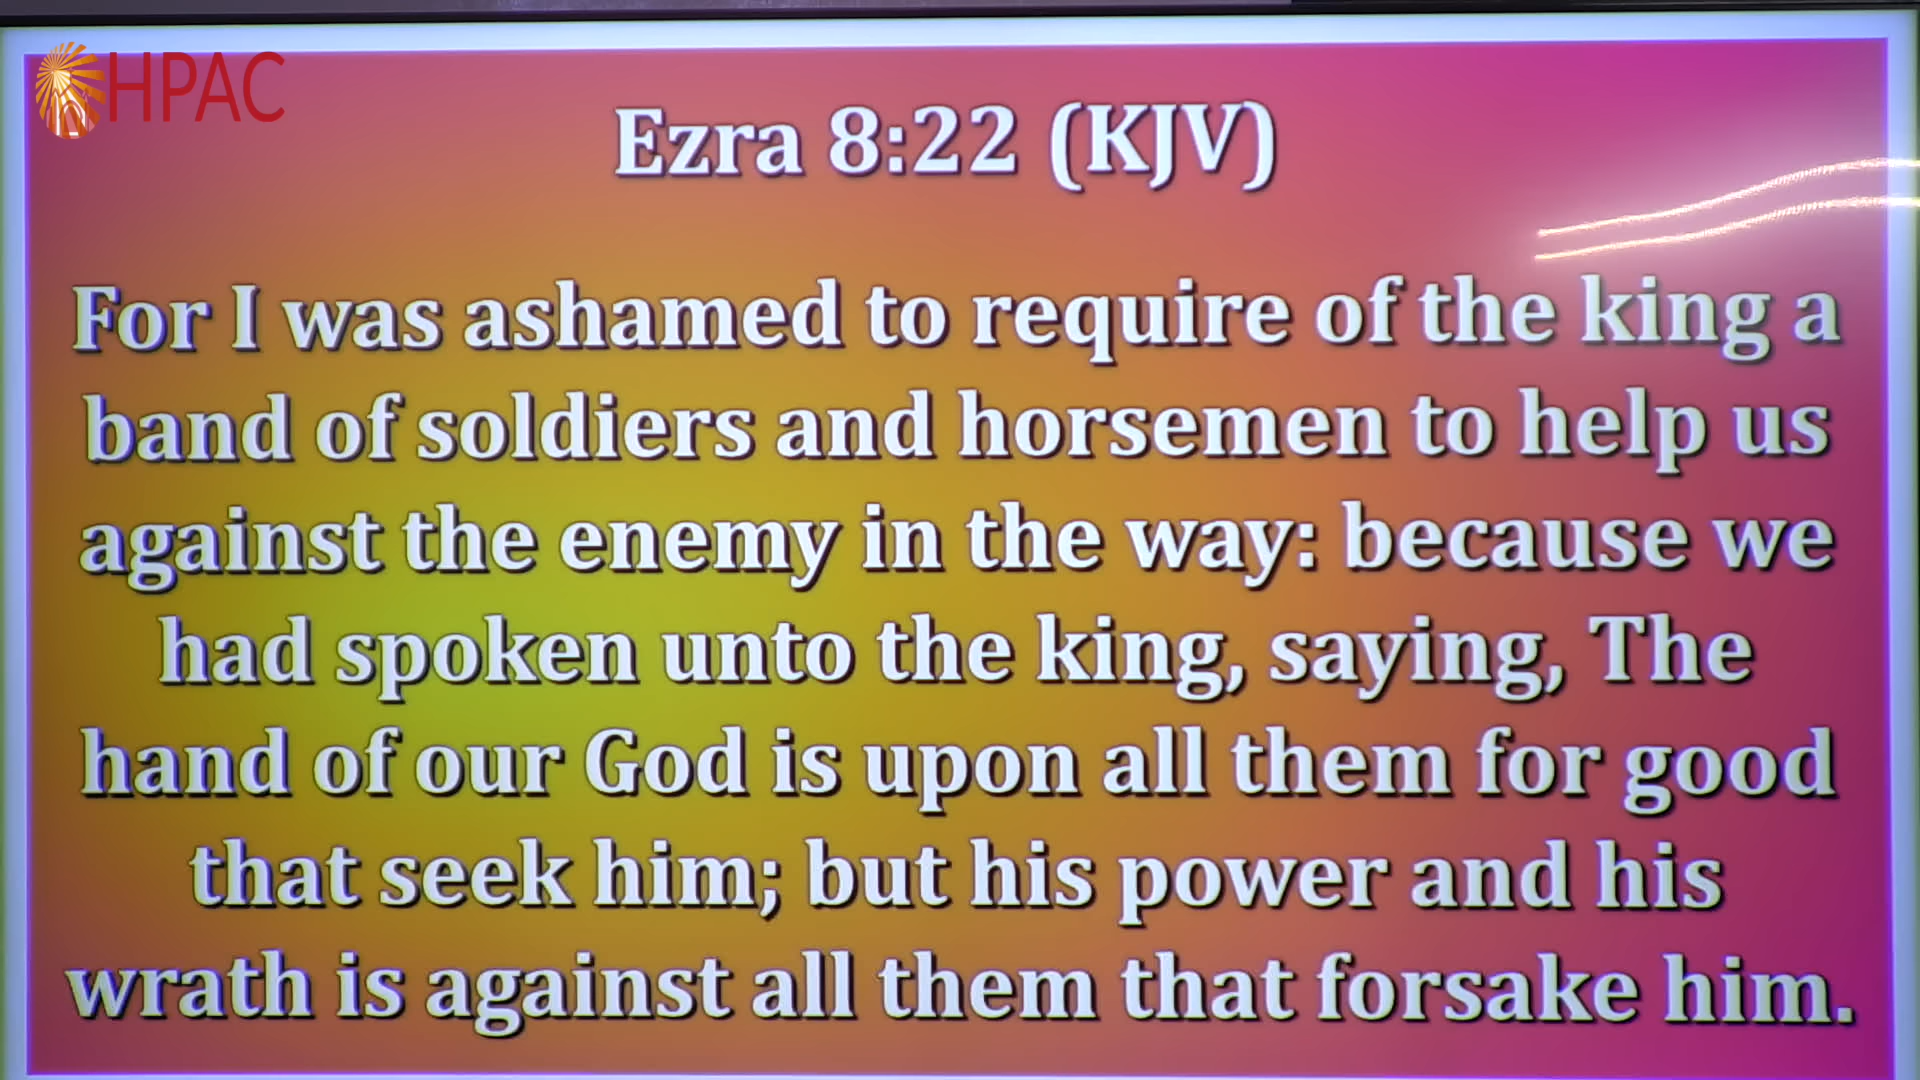 HPAC
Ezra 8:22 (KJV)
For I was ashamed to require of the king a
band of soldiers and horsemen to help us
against the enemy in the way: because we
had spoken unto the king, saying, The
hand of our God is upon all them for good
that seek him; but his power and his
wrath is against all them that forsake him.